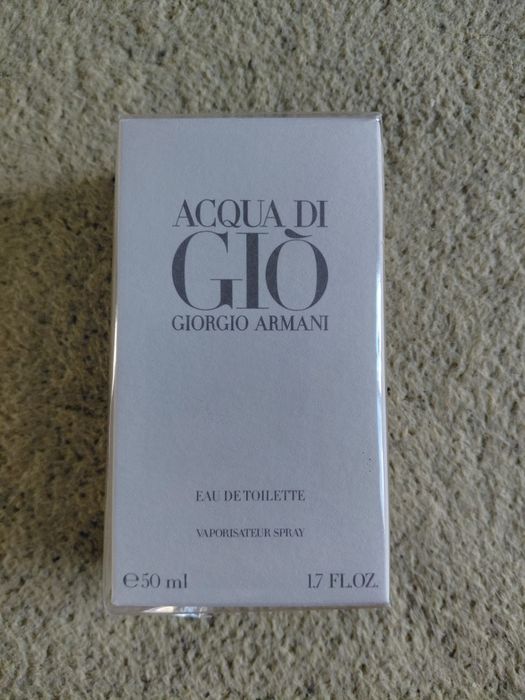 ACQUA DI
GIÒ
GIORGIO ARMANI
EAU DE TOILETTE
VAPORISATEUR SPRAY
℮50 ml 1.7 FL.OZ.